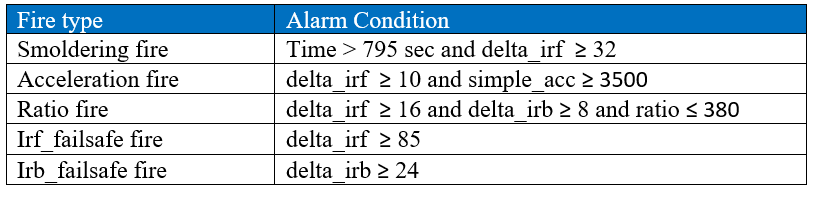 Fire type Alarm Condition
Smoldering fire Time > 795 sec and delta_irf ≥ 32
Acceleration fire delta_irf ≥ 10 and simple_acc ≥ 3500
Ratio fire delta_irf ≥ 16 and delta_irb ≥ 8 and ratio ≤ 380
Irf_failsafe fire delta_irf ≥ 85
Irb_failsafe fire delta_irb ≥ 24